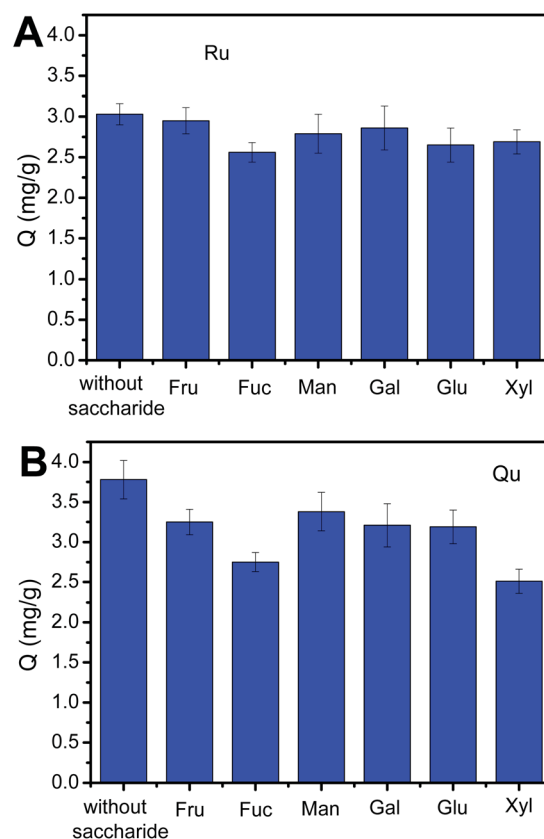 A
Ru
Q (mg/g)
4.0
3.5
3.0
2.5
2.0
1.5
1.0
0.5
0.0
without saccharide
Fru
Fuc
Man
Gal
Glu
Xyl
B
Qu
Q (mg/g)
4.0
3.5
3.0
2.5
2.0
1.5
1.0
0.5
0.0
without saccharide
Fru
Fuc
Man
Gal
Glu
Xyl